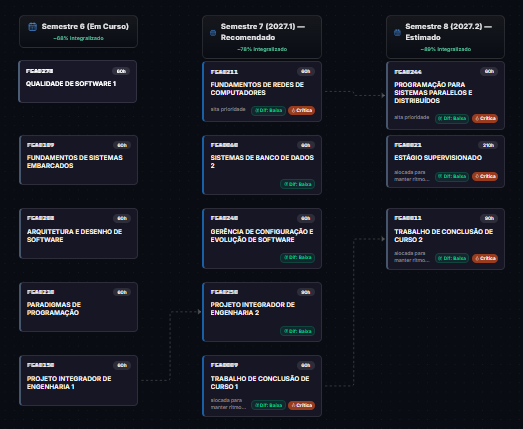 Semestre 6 (Em Curso)
~68% Integralizado
60h
QUALIDADE DE SOFTWARE 1
60h
FUNDAMENTOS DE SISTEMAS
EMBARCADOS
60h
ARQUITETURA E DESENHO DE
SOFTWARE
60h
PARADIGMAS DE
PROGRAMAÇÃO
60h
PROJETO INTEGRADOR DE
ENGENHARIA 1
Semestre 7 (2027.1) —
Recomendado
~78% Integralizado
60h
FUNDAMENTOS DE REDES DE
COMPUTADORES
alta prioridade
Dif: Baixa
Crítica
60h
SISTEMAS DE BANCO DE DADOS
2
Dif: Baixa
60h
GERÊNCIA DE CONFIGURAÇÃO E
EVOLUÇÃO DE SOFTWARE
Dif: Baixa
PROJETO INTEGRADOR DE
ENGENHARIA 2
Dif: Baixa
TRABALHO DE CONCLUSÃO DE
CURSO 1
alocada para
manter ritmo...
Dif: Baixa
Crítica
Semestre 8 (2027.2) —
Estimado
Integralizado
60h
PROGRAMAÇÃO PARA
SISTEMAS PARALELOS E
DISTRIBUÍDOS
alta prioridade
Dif: Baixa
Crítica
210h
ESTÁGIO SUPERVISIONADO
alocada para
manter ritmo...
Dif: Baixa
Crítica
TRABALHO DE CONCLUSÃO DE
CURSO 2
alocada para
manter ritmo...
Dif: Baixa
Crítica